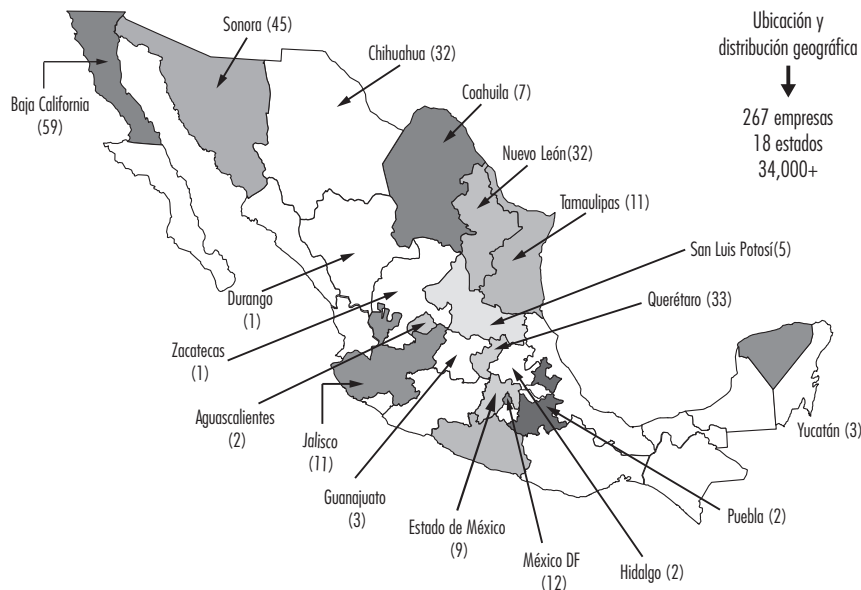 Sonora (45)
Ubicación y
distribución geográfica
267 empresas
18 estados
34,000+
Chihuahua (32)
Baja California
(59)
Coahuila (7)
Nuevo León(32)
Tamaulipas (11)
San Luis Potosí(5)
Querétaro (33)
Durango
(1)
Zacatecas
(1)
Aguascalientes
(2)
Jalisco
(11)
Guanajuato
(3)
Estado de México
(9)
México DF
(12)
Hidalgo (2)
Puebla (2)
Yucatán (3)